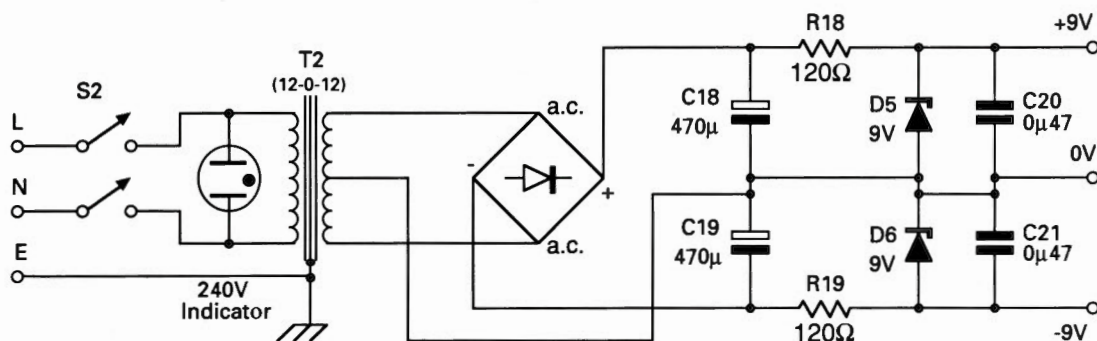 T2
(12-0-12)
S2
L
N
E
240V
Indicator
a.c.
-
+
a.c.
R18
120Ω
+9V
C18
470μ
D5
9V
C20
0μ47
0V
C19
470μ
D6
9V
C21
0μ47
R19
120Ω
-9V